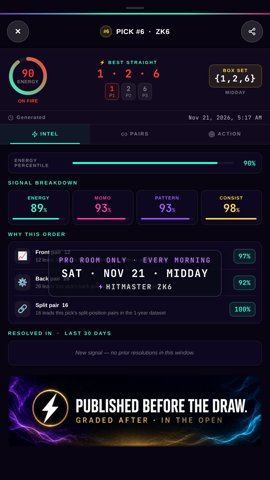 #6 PICK #6 · ZK6
90
ENERGY
ON FIRE
⚡ BEST STRAIGHT
1 · 2 · 6
1 2 6
P1 P2 P3
BOX SET
{1,2,6}
MIDDAY
Generated
Nov 21, 2026, 5:17 AM
INTEL
PAIRS
ACTION
ENERGY PERCENTILE
90%
SIGNAL BREAKDOWN
ENERGY
89%
MOMO
93%
PATTERN
93%
CONSIST
98%
WHY THIS ORDER
Front pair 12
97%
PRO ROOM ONLY · EVERY MORNING
SAT · NOV 21 · MIDDAY
HITMASTER ZK6
Back
92%
Split pair 16
16 leads this pick's split-position pairs in the 1-year dataset
100%
RESOLVED IN · LAST 30 DAYS
New signal — no prior resolutions in this window.
PUBLISHED BEFORE THE DRAW.
GRADED AFTER · IN THE OPEN